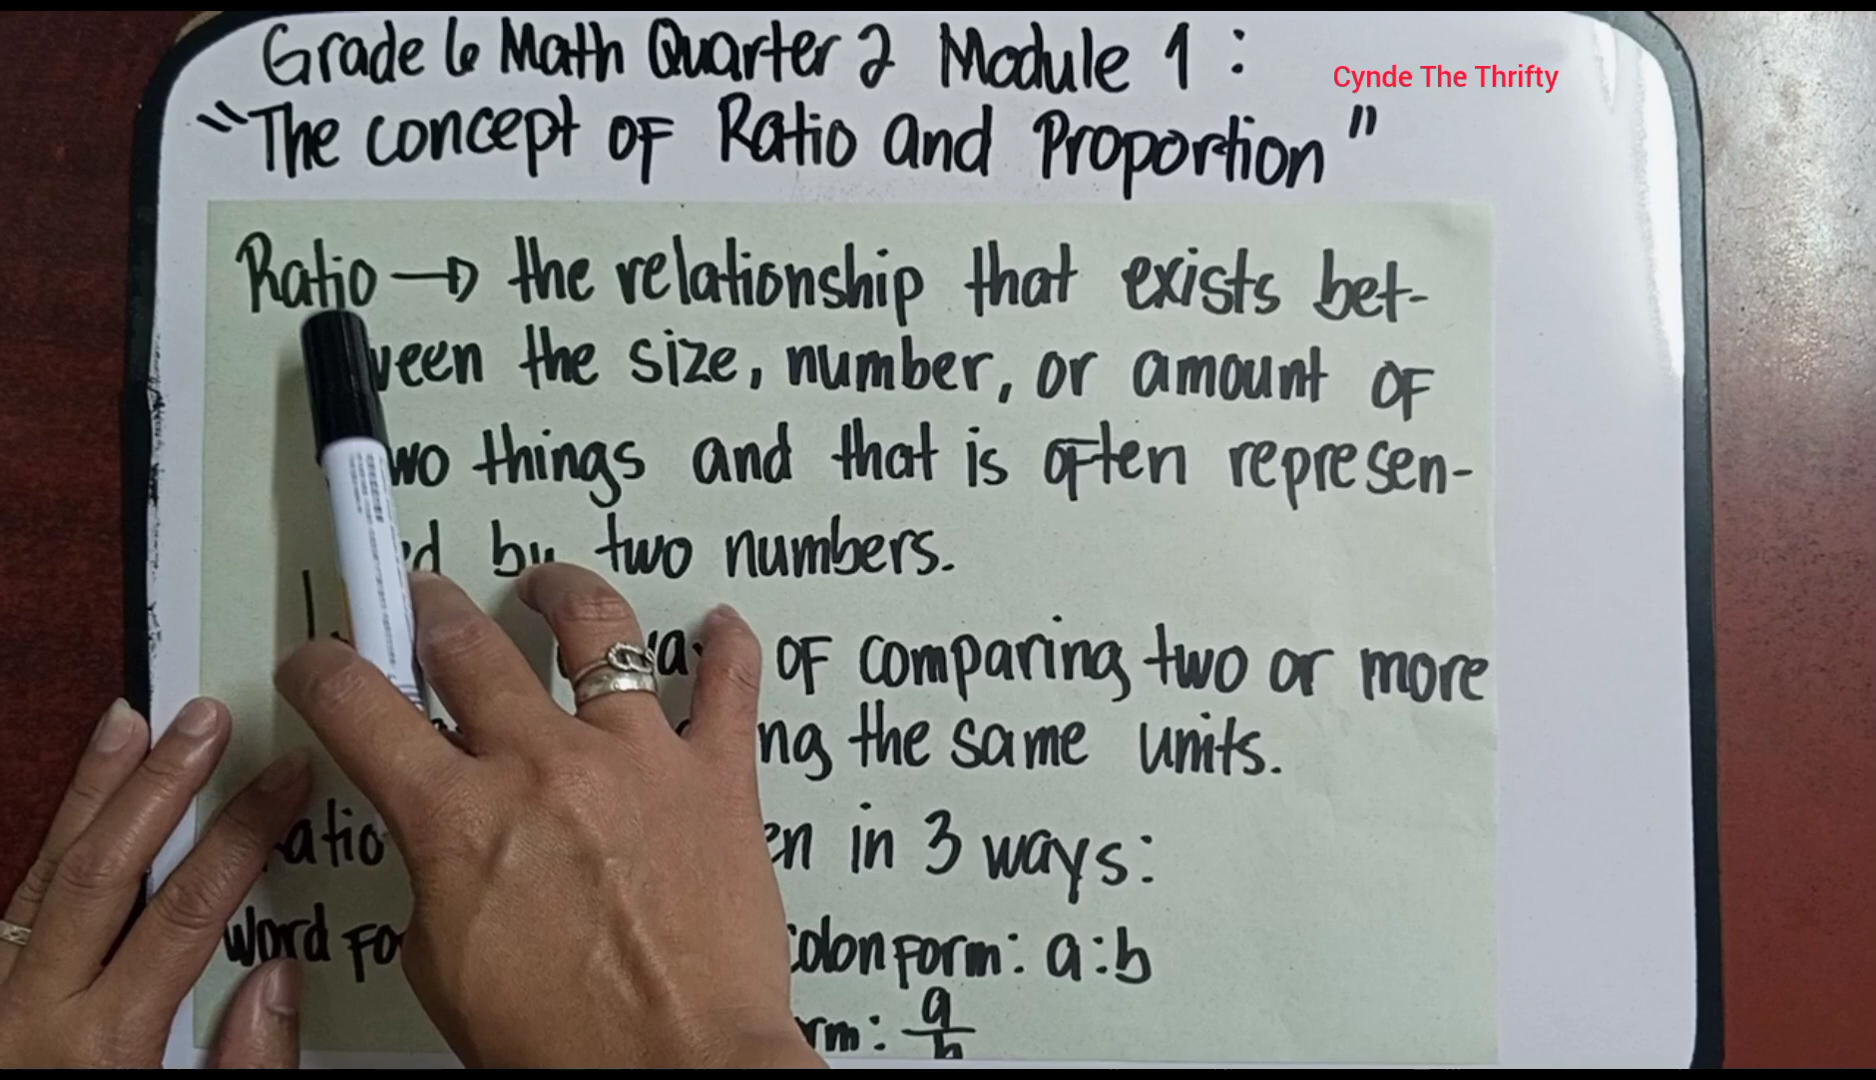 Grade 6 Math Quarter 2 Module 1 :
Cynde The Thrifty
"The concept of Ratio and Proportion"
Ratio → the relationship that exists bet-
ween the size, number, or amount of
two things and that is often represen-
by two numbers.
of comparing two or more
the same units.
in 3 ways:
Word colon form: a:b
a
b